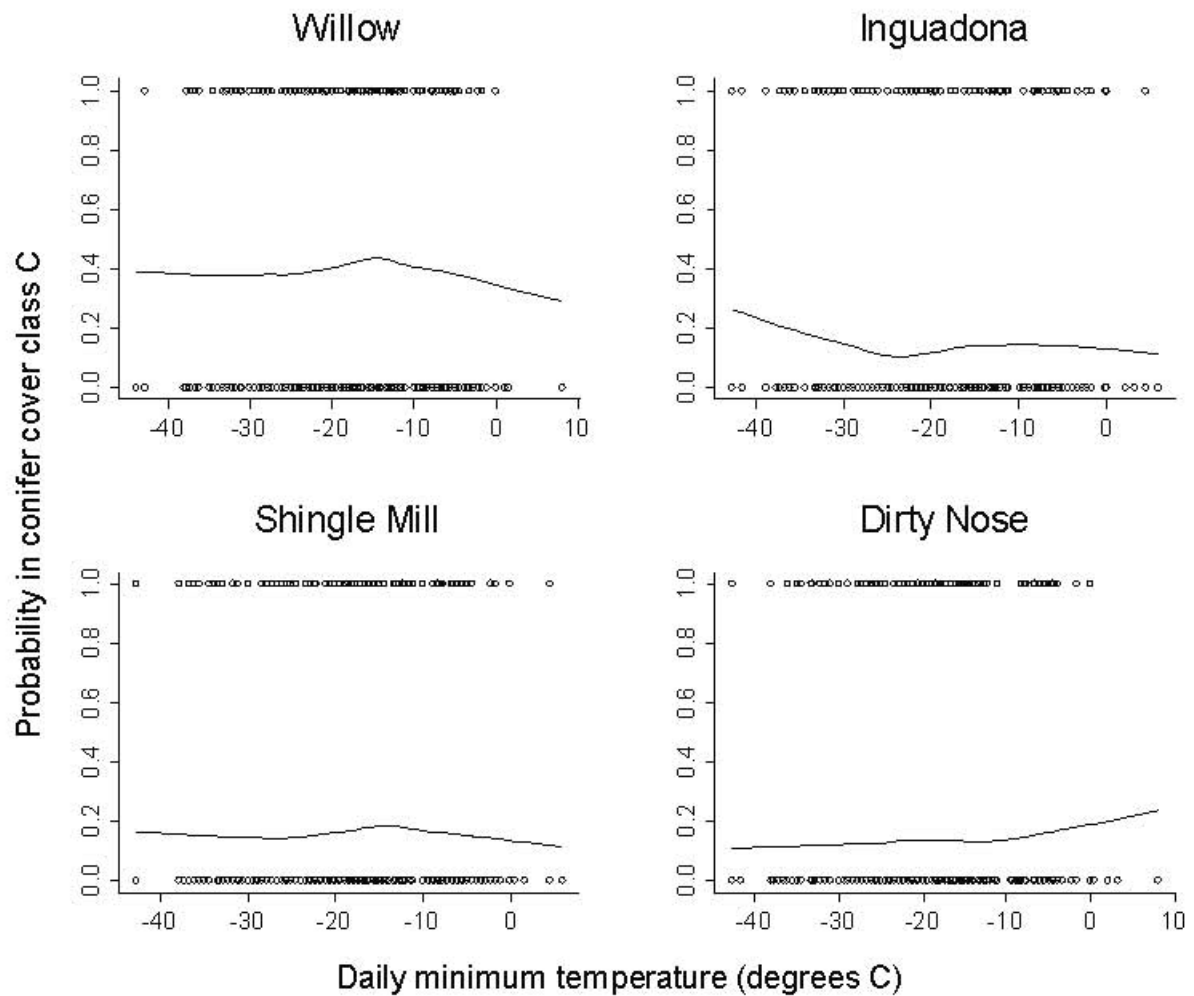 Willow
Inguadona
1.0
0.8
0.6
0.4
0.2
0.0
-40 -30 -20 -10 0 10
1.0
0.8
0.6
0.4
0.2
0.0
-40 -30 -20 -10 0
Probability in conifer cover class C
Shingle Mill
Dirty Nose
1.0
0.8
0.6
0.4
0.2
0.0
-40 -30 -20 -10 0
1.0
0.8
0.6
0.4
0.2
0.0
-40 -30 -20 -10 0 10
Daily minimum temperature (degrees C)